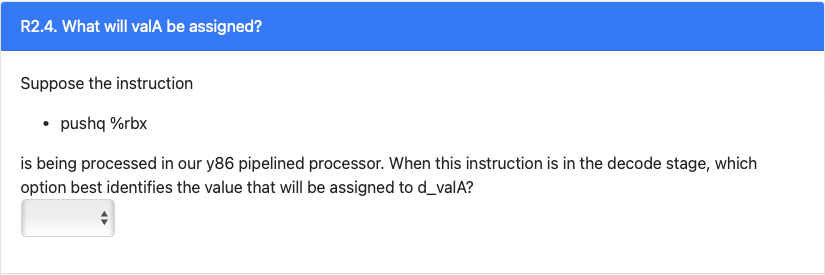 R2.4. What will valA be assigned?
Suppose the instruction
• pushq %rbx
is being processed in our y86 pipelined processor. When this instruction is in the decode stage, which
option best identifies the value that will be assigned to d_valA?